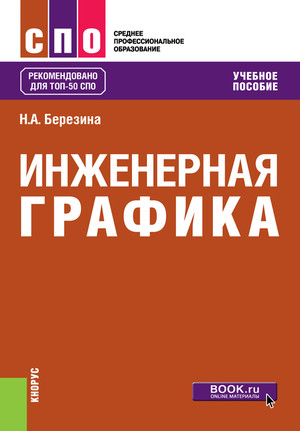 СПО
СРЕДНЕЕ
ПРОФЕССИОНАЛЬНОЕ
ОБРАЗОВАНИЕ
РЕКОМЕНДОВАНО
ДЛЯ ТОП-50 СПО
УЧЕБНОЕ
ПОСОБИЕ
Н.А. Березина
ИНЖЕНЕРНАЯ
ГРАФИКА
КНОРУС
BOOK.ru
ONLINE МАТЕРИАЛЫ